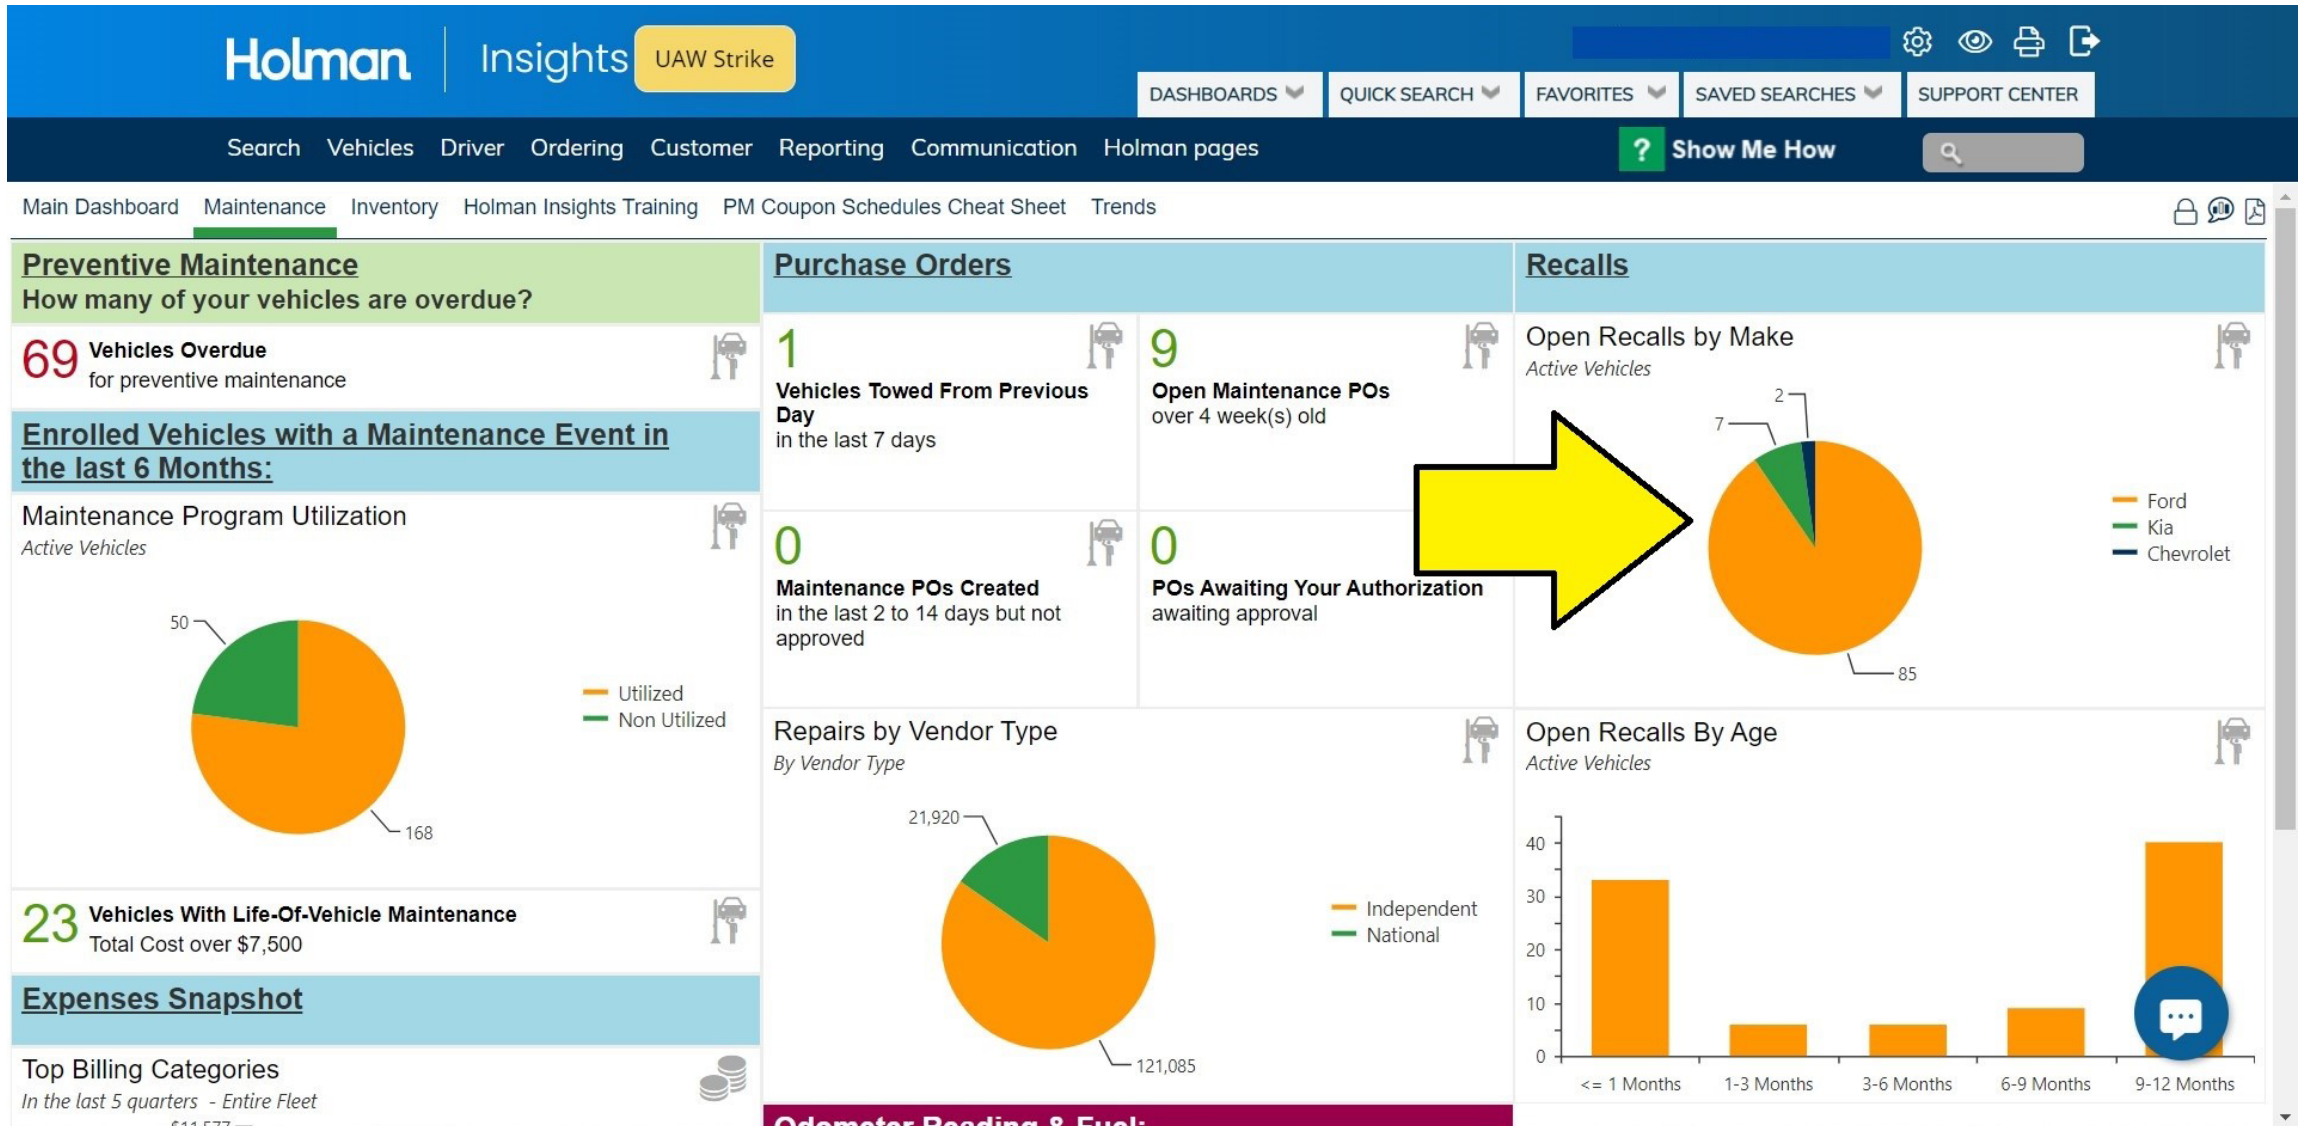 Holman
Insights
UAW Strike
DASHBOARDS
QUICK SEARCH
FAVORITES
SAVED SEARCHES
SUPPORT CENTER
Search Vehicles Driver Ordering Customer Reporting Communication Holman pages
? Show Me How
Main Dashboard Maintenance Inventory Holman Insights Training PM Coupon Schedules Cheat Sheet Trends
Preventive Maintenance
How many of your vehicles are overdue?
69 Vehicles Overdue
for preventive maintenance
Enrolled Vehicles with a Maintenance Event in
the last 6 Months:
Maintenance Program Utilization
Active Vehicles
50
168
Utilized
Non Utilized
23 Vehicles With Life-Of-Vehicle Maintenance
Total Cost over $7,500
Expenses Snapshot
Top Billing Categories
In the last 5 quarters - Entire Fleet
$11,577
Purchase Orders
1
Vehicles Towed From Previous
Day
in the last 7 days
9
Open Maintenance POs
over 4 week(s) old
0
Maintenance POs Created
in the last 2 to 14 days but not
approved
0
POs Awaiting Your Authorization
awaiting approval
Repairs by Vendor Type
By Vendor Type
21,920
121,085
Independent
National
Odometer Reading & Fuel:
Recalls
Open Recalls by Make
Active Vehicles
2
7
85
Ford
Kia
Chevrolet
Open Recalls By Age
Active Vehicles
40
30
20
10
0
<= 1 Months
1-3 Months
3-6 Months
6-9 Months
9-12 Months